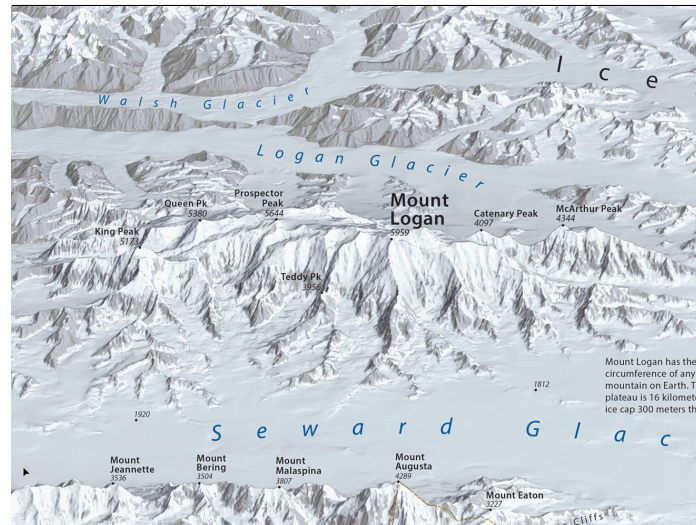 I c e
Walsh Glacier
Logan Glacier
Prospector
Peak
5644
Queen Pk
5380
Mount
Logan
5959
King Peak
5173
Catenary Peak
4097
McArthur Peak
4344
Teddy Pk
3956
Mount Logan has the
circumference of any
mountain on Earth. T
plateau is 16 kilomete
ice cap 300 meters th
1812
1920
Seward Glac
Mount
Jeannette
3536
Mount
Bering
3504
Mount
Malaspina
3807
Mount
Augusta
4289
Mount Eaton
3227
Cliffs